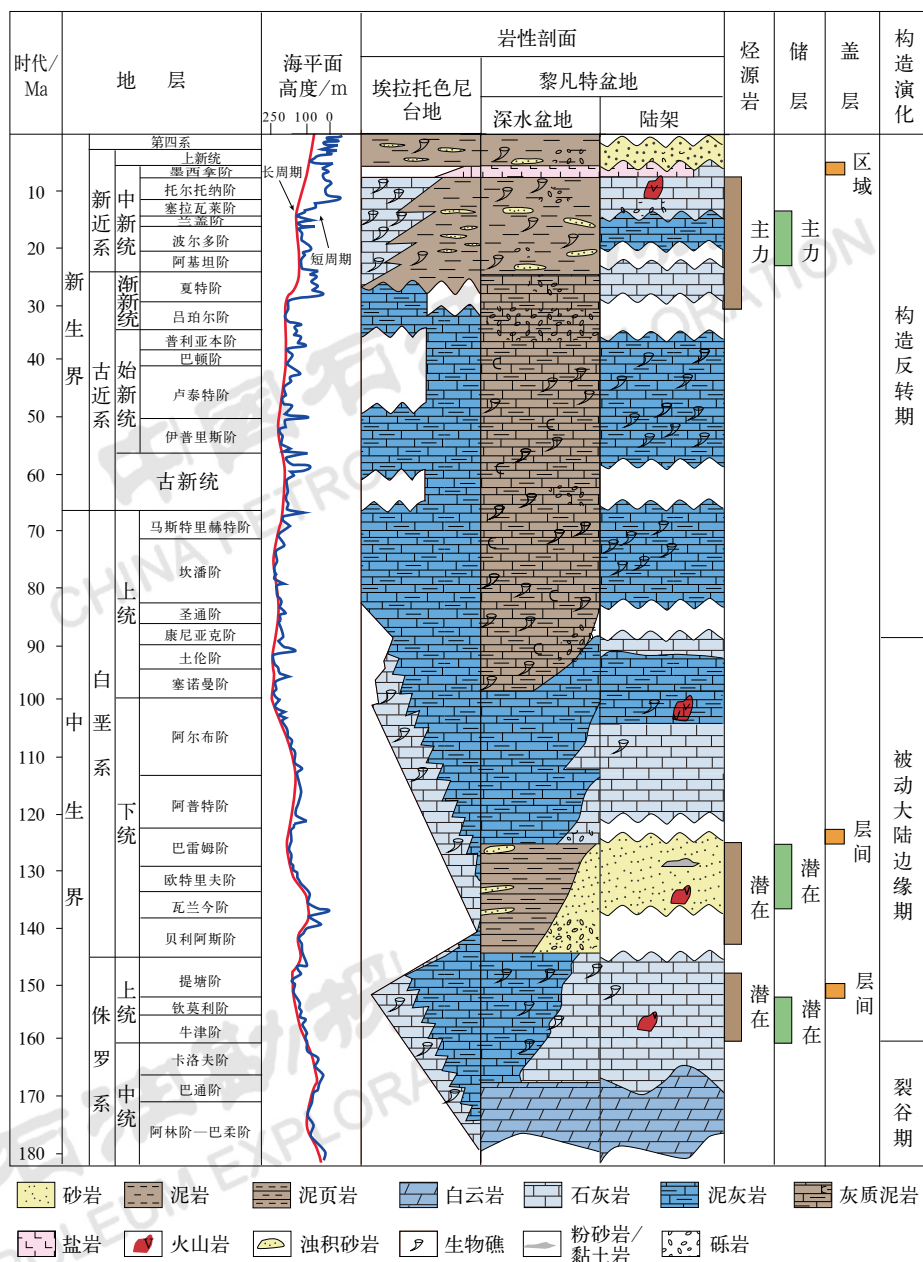 时代/
Ma
地 层
海平面
高度/m
250 100 0
岩性剖面
埃拉托色尼
台地
黎凡特盆地
深水盆地
陆架
烃源岩
储层
盖层
构造演化
10
20
30
40
50
60
70
80
90
100
110
120
130
140
150
160
170
180
新生界
中生界
新近系
古近系
白垩系
侏罗系
中新统
渐新统
始新统
古新统
上统
下统
上统
中统
第四系
上新统
墨西拿阶
托尔托纳阶
塞拉瓦莱阶
兰盖阶
波尔多阶
阿基坦阶
夏特阶
吕珀尔阶
普利亚本阶
巴顿阶
卢泰特阶
伊普里斯阶
马斯特里赫特阶
坎潘阶
圣通阶
康尼亚克阶
土伦阶
塞诺曼阶
阿尔布阶
阿普特阶
巴雷姆阶
欧特里夫阶
瓦兰今阶
贝利阿斯阶
提塘阶
钦莫利阶
牛津阶
卡洛夫阶
巴通阶
阿林阶—巴柔阶
长周期
短周期
主力
潜在
潜在
主力
潜在
潜在
区域
层间
层间
构造反转期
被动大陆边缘期
裂谷期
砂岩
泥岩
泥页岩
白云岩
石灰岩
泥灰岩
灰质泥岩
盐岩
火山岩
浊积砂岩
生物礁
粉砂岩/
黏土岩
砾岩